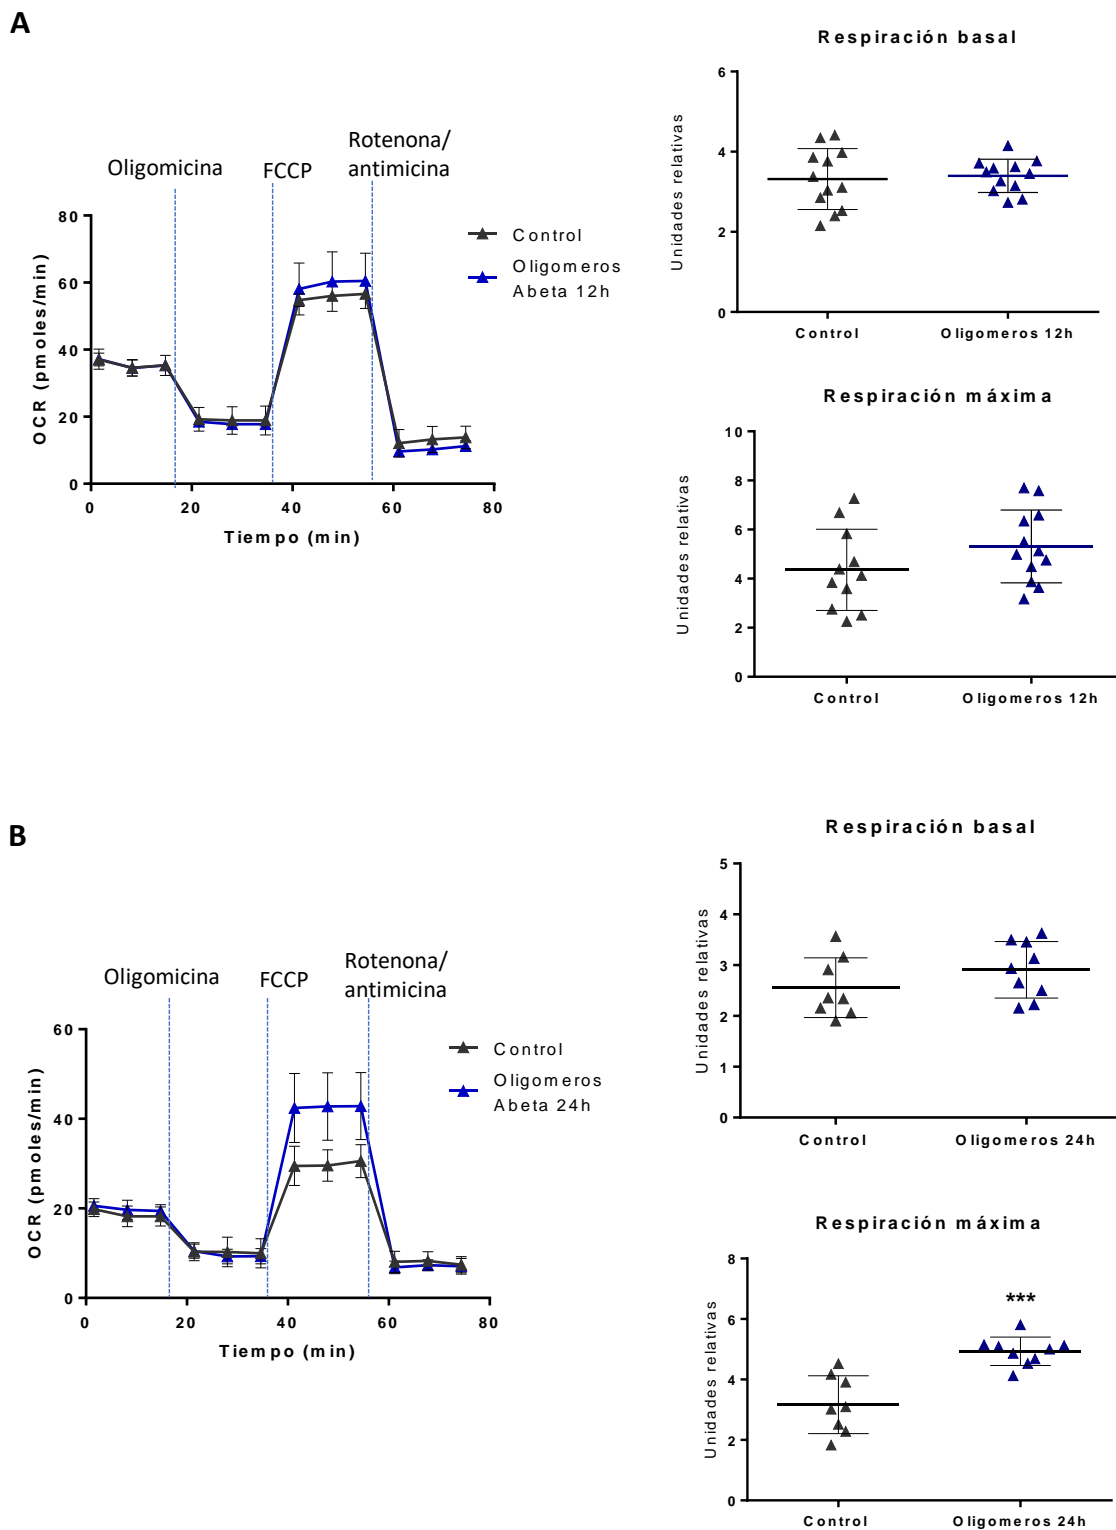 A
Respiración basal
6
4
2
0
Unidades relativas
Control
Oligomeros 12h
Oligomicina
FCCP
Rotenona/
antimicina
80
60
40
20
0
OCR (pmoles/min)
0
20
40
60
80
Tiempo (min)
Control
Oligomeros
Abeta 12h
Respiración máxima
10
8
6
4
2
0
Unidades relativas
Control
Oligomeros 12h
B
Respiración basal
5
4
3
2
1
0
Unidades relativas
Control
Oligomeros 24h
Oligomicina
FCCP
Rotenona/
antimicina
60
40
20
0
OCR (pmoles/min)
0
20
40
60
80
Tiempo (min)
Control
Oligomeros
Abeta 24h
Respiración máxima
8
6
4
2
0
Unidades relativas
***
Control
Oligomeros 24h